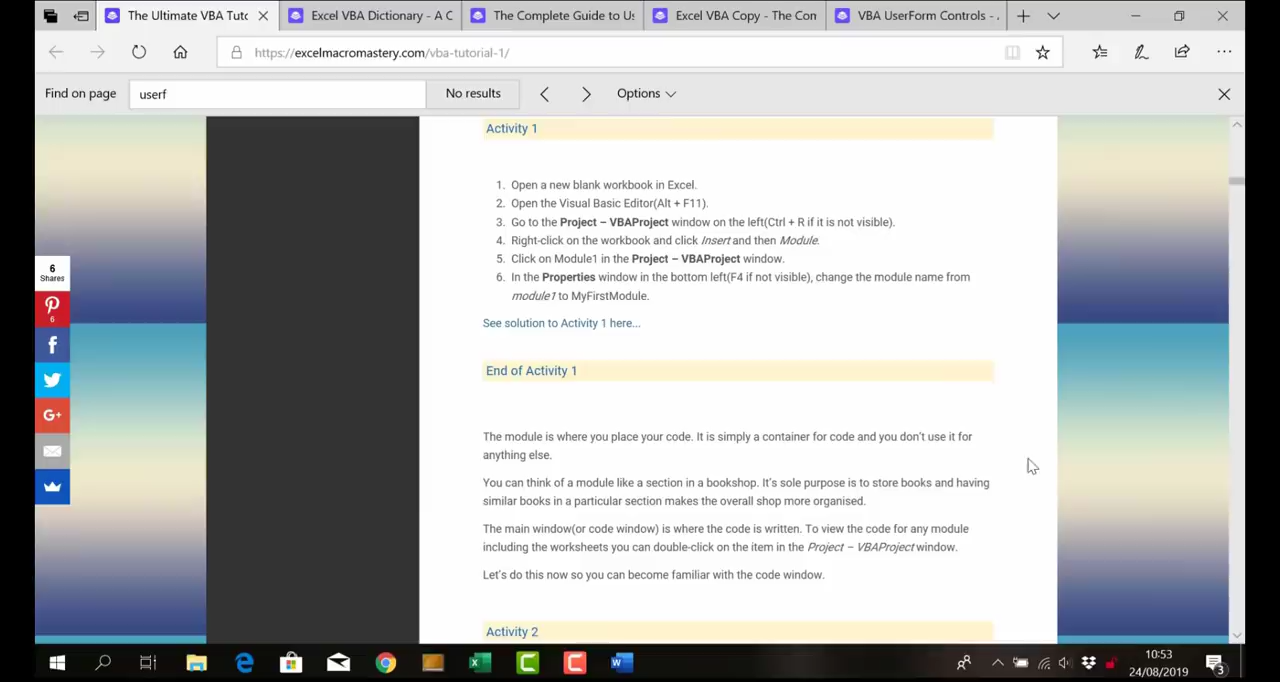 The Ultimate VBA Tuto
Excel VBA Dictionary - A C
The Complete Guide to Us
Excel VBA Copy - The Com
VBA UserForm Controls - .
https://excelmacromastery.com/vba-tutorial-1/
Find on page
userf
No results
Options
Activity 1
1. Open a new blank workbook in Excel.
2. Open the Visual Basic Editor(Alt + F11).
3. Go to the Project – VBAProject window on the left(Ctrl + R if it is not visible).
4. Right-click on the workbook and click Insert and then Module.
5. Click on Module1 in the Project – VBAProject window.
6. In the Properties window in the bottom left(F4 if not visible), change the module name from
module1 to MyFirstModule.
See solution to Activity 1 here...
End of Activity 1
The module is where you place your code. It is simply a container for code and you don't use it for
anything else.
You can think of a module like a section in a bookshop. It's sole purpose is to store books and having
similar books in a particular section makes the overall shop more organised.
The main window(or code window) is where the code is written. To view the code for any module
including the worksheets you can double-click on the item in the Project – VBAProject window.
Let's do this now so you can become familiar with the code window.
Activity 2
6
Shares
6
G+
10:53
24/08/2019
3